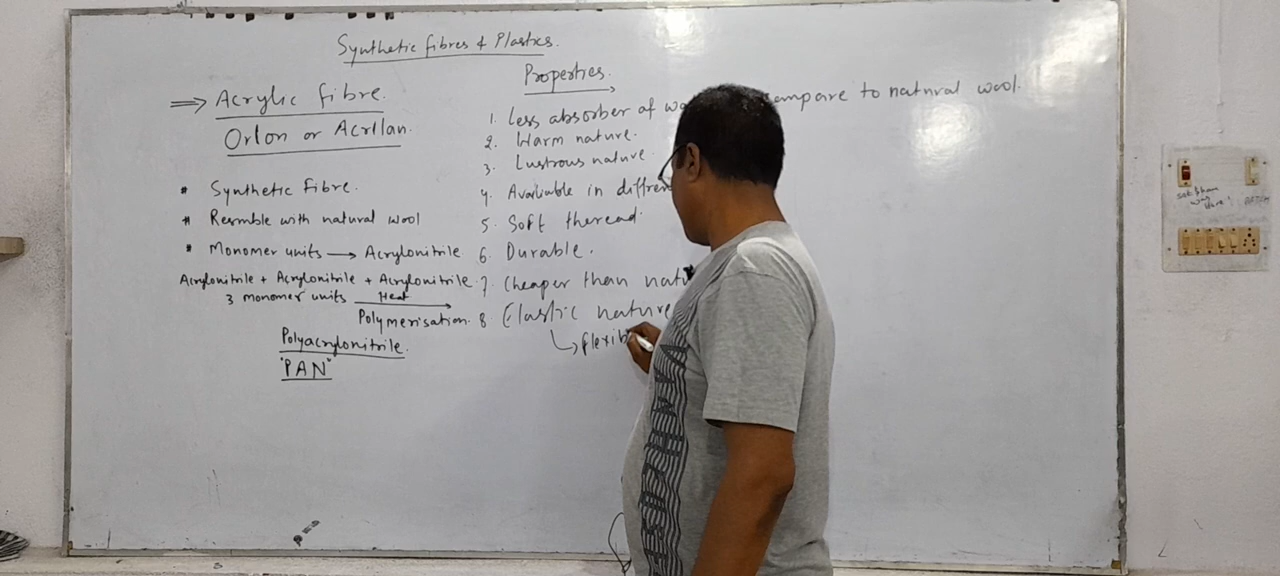 Synthetic fibres & Plastics.
⇒ Acrylic fibre.
Orlon or Acrllan.
* Synthetic Fibre.
* Resmble with natural wool
* Monomer units → Acrylonitrile
Acrylonitrile + Acrylonitrile + Acrylonitrile
3 monomer units Heat →
Polymerisation.
Polyacrylonitrile.
"PAN"
Properties.
1. Less absorber of compare to natural wool.
2. Warm nature.
3. Lustrous nature.
4. Available in
5. Soft theread.
6. Durable.
7. Cheaper than
8 Elastic nature
↳ flexib